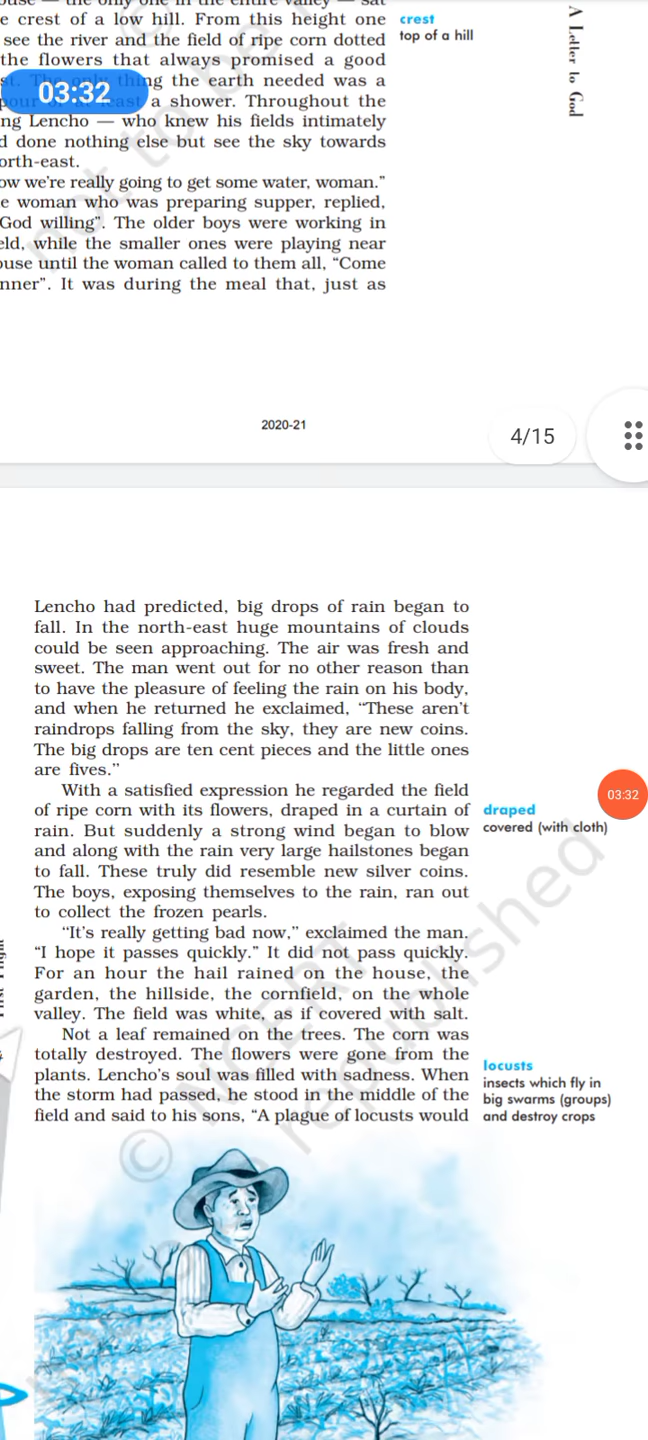 e crest of a low hill. From this height one
see the river and the field of ripe corn dotted
the flowers that always promised a good
thing the earth needed was a
a shower. Throughout the
ng Lencho — who knew his fields intimately
d done nothing else but see the sky towards
orth-east.
ow we're really going to get some water, woman."
e woman who was preparing supper, replied,
God willing". The older boys were working in
eld, while the smaller ones were playing near
ouse until the woman called to them all, "Come
nner". It was during the meal that, just as
crest
top of a hill
A Letter to God
03:32
2020-21
4/15
Lencho had predicted, big drops of rain began to
fall. In the north-east huge mountains of clouds
could be seen approaching. The air was fresh and
sweet. The man went out for no other reason than
to have the pleasure of feeling the rain on his body,
and when he returned he exclaimed, "These aren't
raindrops falling from the sky, they are new coins.
The big drops are ten cent pieces and the little ones
are fives."
With a satisfied expression he regarded the field
of ripe corn with its flowers, draped in a curtain of
rain. But suddenly a strong wind began to blow
and along with the rain very large hailstones began
to fall. These truly did resemble new silver coins.
The boys, exposing themselves to the rain, ran out
to collect the frozen pearls.
"It's really getting bad now," exclaimed the man.
"I hope it passes quickly." It did not pass quickly.
For an hour the hail rained on the house, the
garden, the hillside, the cornfield, on the whole
valley. The field was white, as if covered with salt.
Not a leaf remained on the trees. The corn was
totally destroyed. The flowers were gone from the
plants. Lencho's soul was filled with sadness. When
the storm had passed, he stood in the middle of the
field and said to his sons, "A plague of locusts would
03:32
draped
covered (with cloth)
locusts
insects which fly in
big swarms (groups)
and destroy crops
not to be
© NCERT
republished